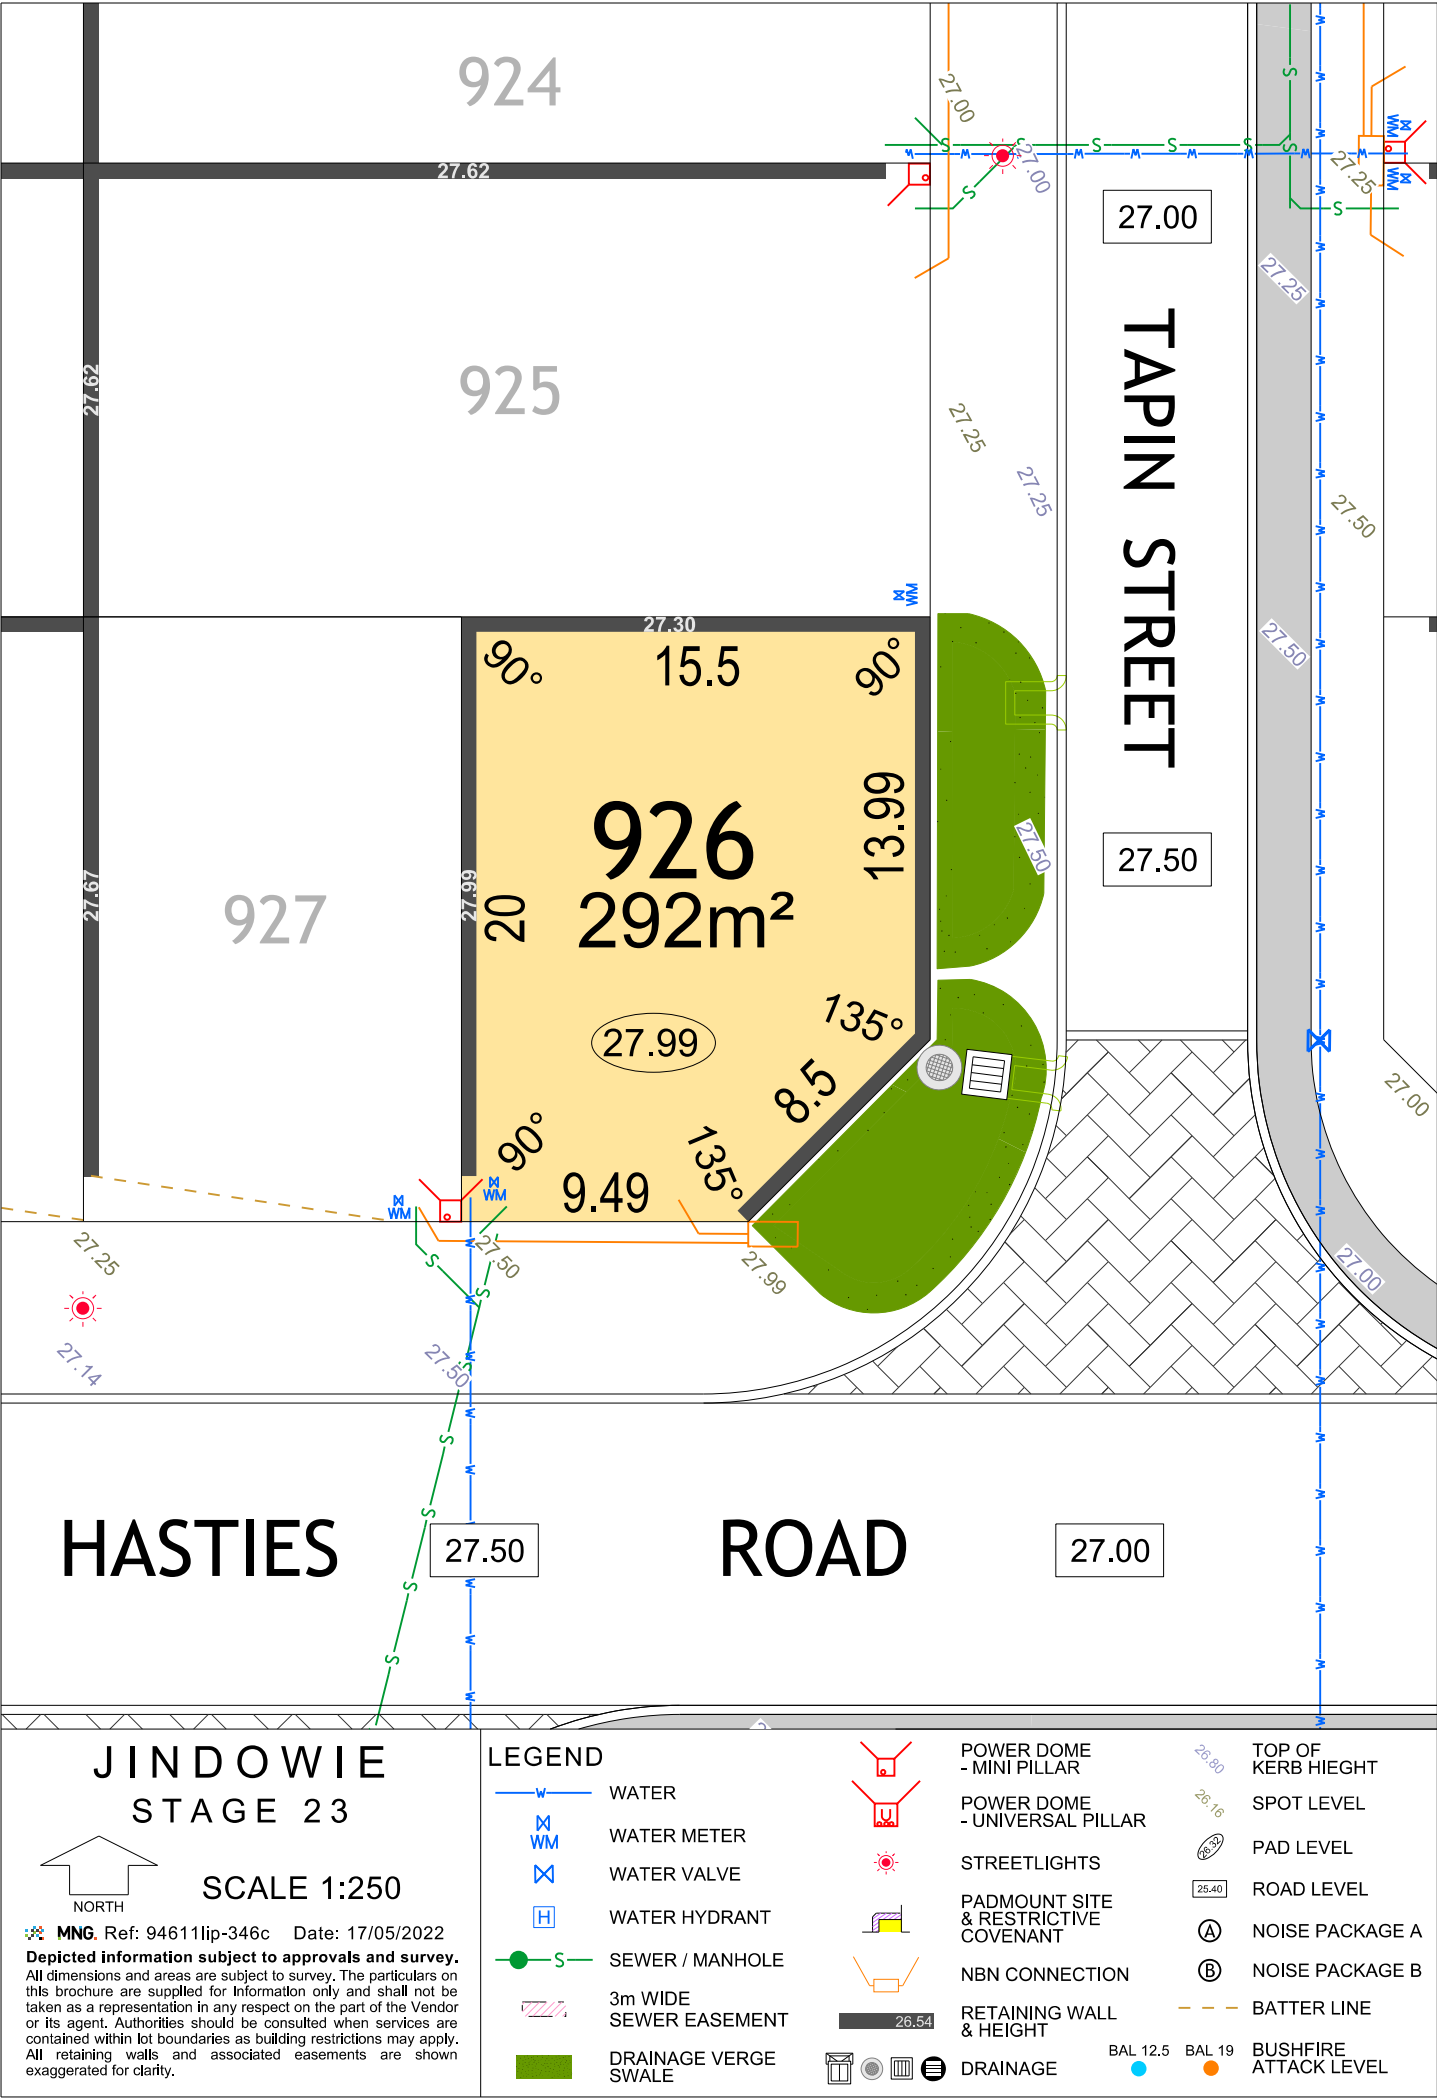 924
27.00
27.62
27.00
27.25
27.00
27.25
925
27.62
TAPIN STREET
27.25
27.25
27.50
WM
27.50
27.30
90°
15.5
90°
13.99
926
292m²
27.50
27.50
927
27.67
27.99
20
27.99
135°
8.5
27.00
90°
9.49
135°
WM
WM
27.25
27.50
27.99
27.00
27.14
27.50
HASTIES
27.50
ROAD
27.00
JINDOWIE
STAGE 23
NORTH
SCALE 1:250
MNG. Ref: 94611lip-346c Date: 17/05/2022
Depicted information subject to approvals and survey.
All dimensions and areas are subject to survey. The particulars on
this brochure are supplied for information only and shall not be
taken as a representation in any respect on the part of the Vendor
or its agent. Authorities should be consulted when services are
contained within lot boundaries as building restrictions may apply.
All retaining walls and associated easements are shown
exaggerated for clarity.
LEGEND
W WATER
WM WATER METER
WATER VALVE
H WATER HYDRANT
S SEWER / MANHOLE
3m WIDE
SEWER EASEMENT
DRAINAGE VERGE
SWALE
POWER DOME
- MINI PILLAR
POWER DOME
- UNIVERSAL PILLAR
STREETLIGHTS
PADMOUNT SITE
& RESTRICTIVE
COVENANT
NBN CONNECTION
26.54 RETAINING WALL
& HEIGHT
DRAINAGE
26.80 TOP OF
KERB HIEGHT
26.16 SPOT LEVEL
26.32 PAD LEVEL
25.40 ROAD LEVEL
A NOISE PACKAGE A
B NOISE PACKAGE B
BATTER LINE
BAL 12.5 BAL 19 BUSHFIRE
ATTACK LEVEL